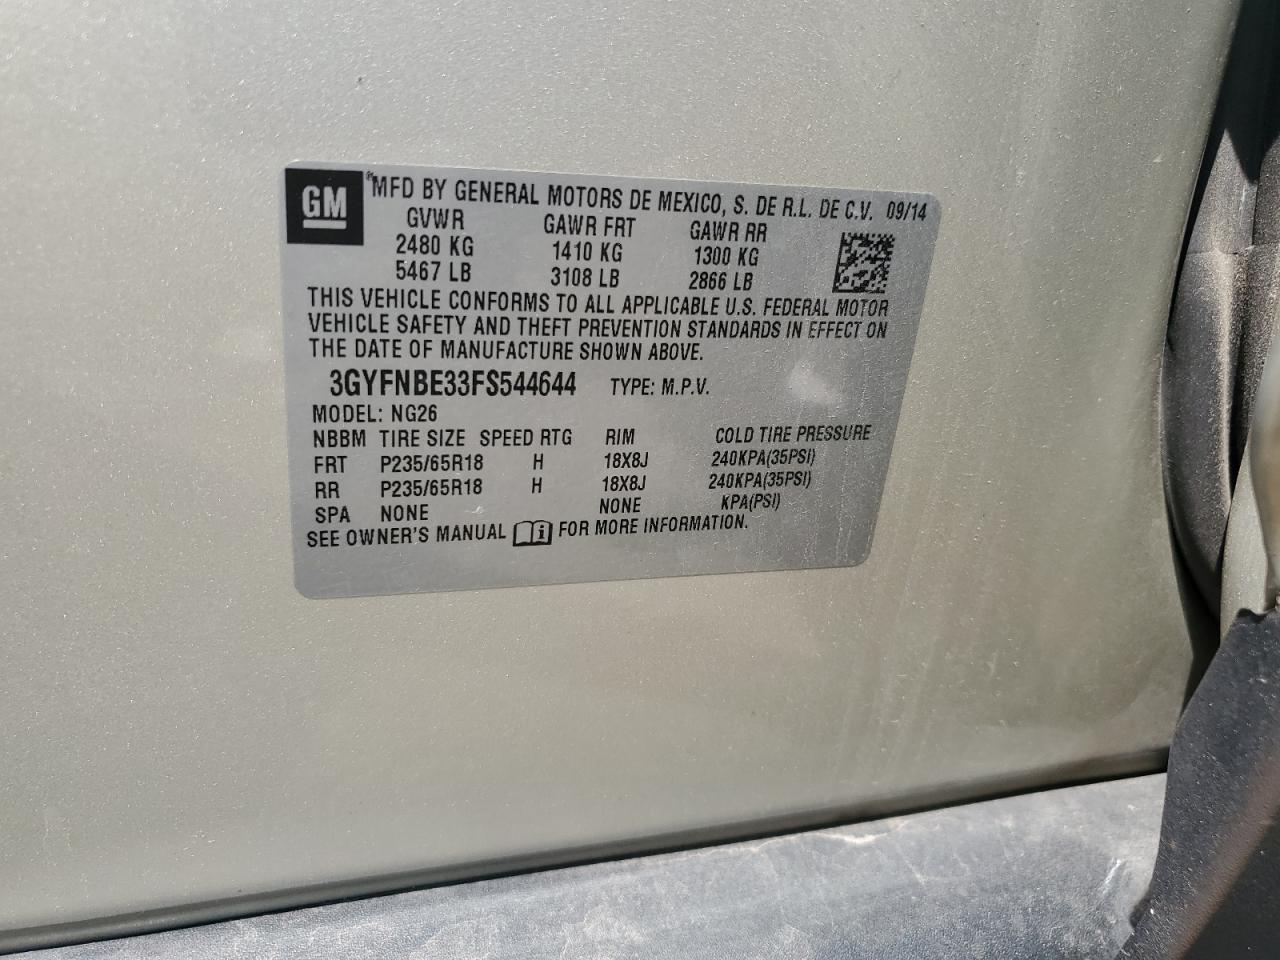 GM ® MFD BY GENERAL MOTORS DE MEXICO, S. DE R.L. DE C.V. 09/14
GVWR GAWR FRT GAWR RR
2480 KG 1410 KG 1300 KG
5467 LB 3108 LB 2866 LB
THIS VEHICLE CONFORMS TO ALL APPLICABLE U.S. FEDERAL MOTOR
VEHICLE SAFETY AND THEFT PREVENTION STANDARDS IN EFFECT ON
THE DATE OF MANUFACTURE SHOWN ABOVE.
3GYFNBE33FS544644 TYPE: M.P.V.
MODEL: NG26
NBBM TIRE SIZE SPEED RTG RIM COLD TIRE PRESSURE
FRT P235/65R18 H 18X8J 240KPA(35PSI)
RR P235/65R18 H 18X8J 240KPA(35PSI)
SPA NONE NONE KPA(PSI)
SEE OWNER'S MANUAL i FOR MORE INFORMATION.